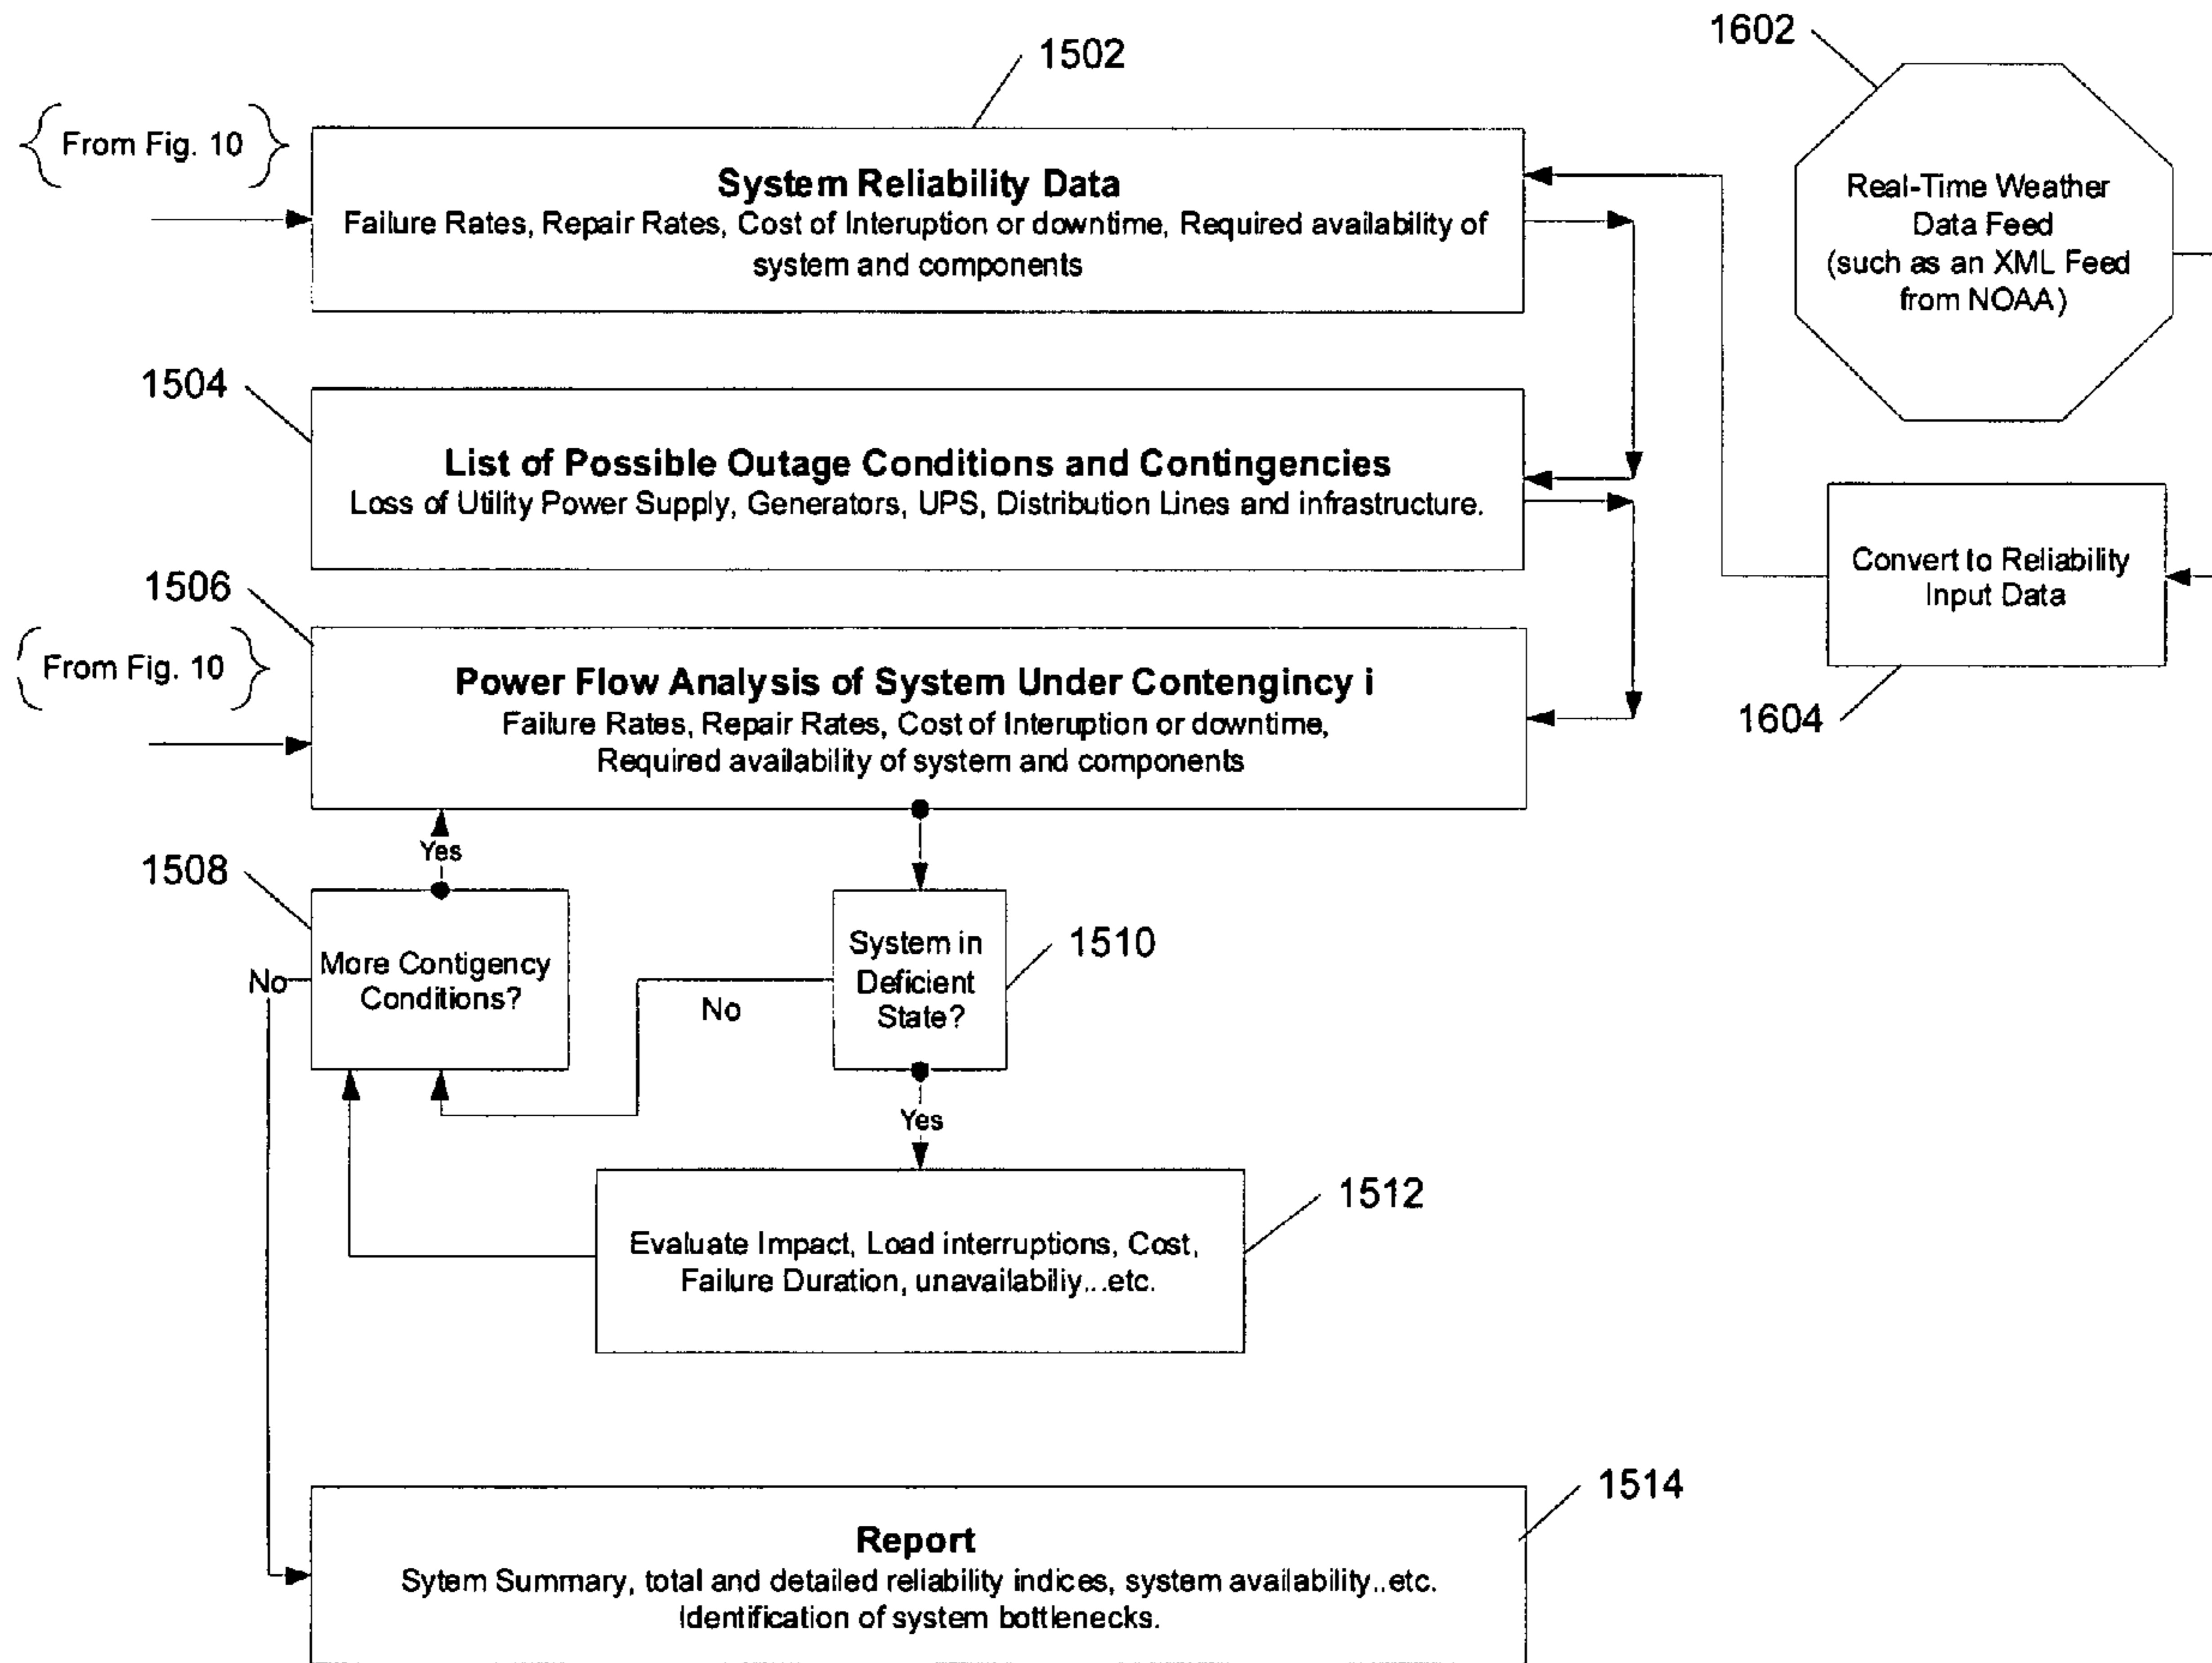 1502
1602
From Fig. 10
System Reliability Data
Failure Rates, Repair Rates, Cost of Interuption or downtime, Required availability of
system and components
Real-Time Weather
Data Feed
(such as an XML Feed
from NOAA)
1504
List of Possible Outage Conditions and Contingencies
Loss of Utility Power Supply, Generators, UPS, Distribution Lines and infrastructure.
Convert to Reliability
Input Data
1604
1506
From Fig. 10
Power Flow Analysis of System Under Contengincy i
Failure Rates, Repair Rates, Cost of Interuption or downtime,
Required availability of system and components
Yes
1508
More Contigency
Conditions?
No
System in
Deficient
State?
1510
No
Yes
1512
Evaluate Impact, Load interruptions, Cost,
Failure Duration, unavailabiliy...etc.
1514
Report
Sytem Summary, total and detailed reliability indices, system availability..etc.
Identification of system bottlenecks.